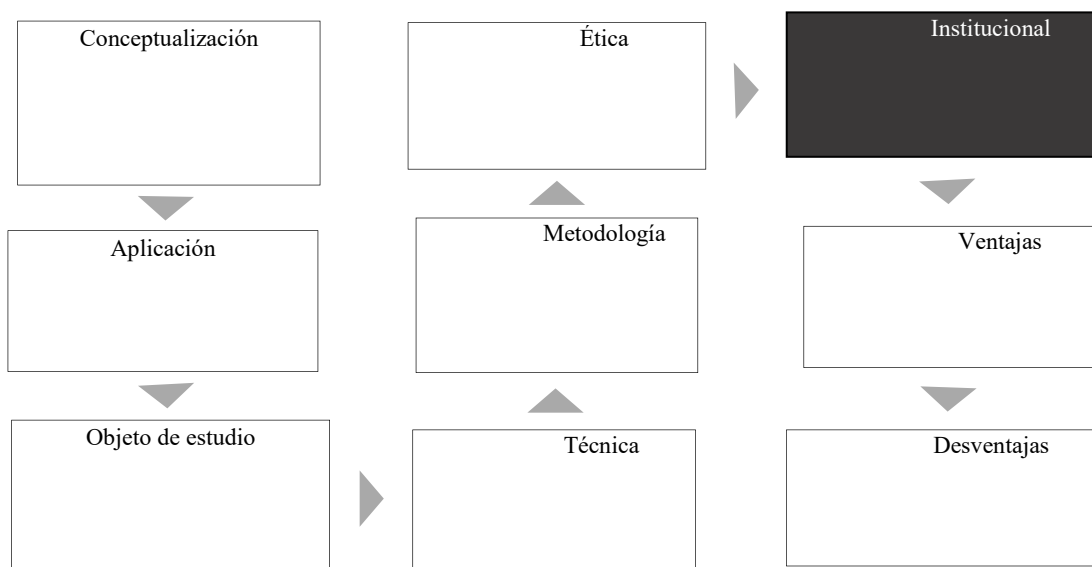 Conceptualización
Aplicación
Objeto de estudio
Técnica
Metodología
Ética
Institucional
Ventajas
Desventajas